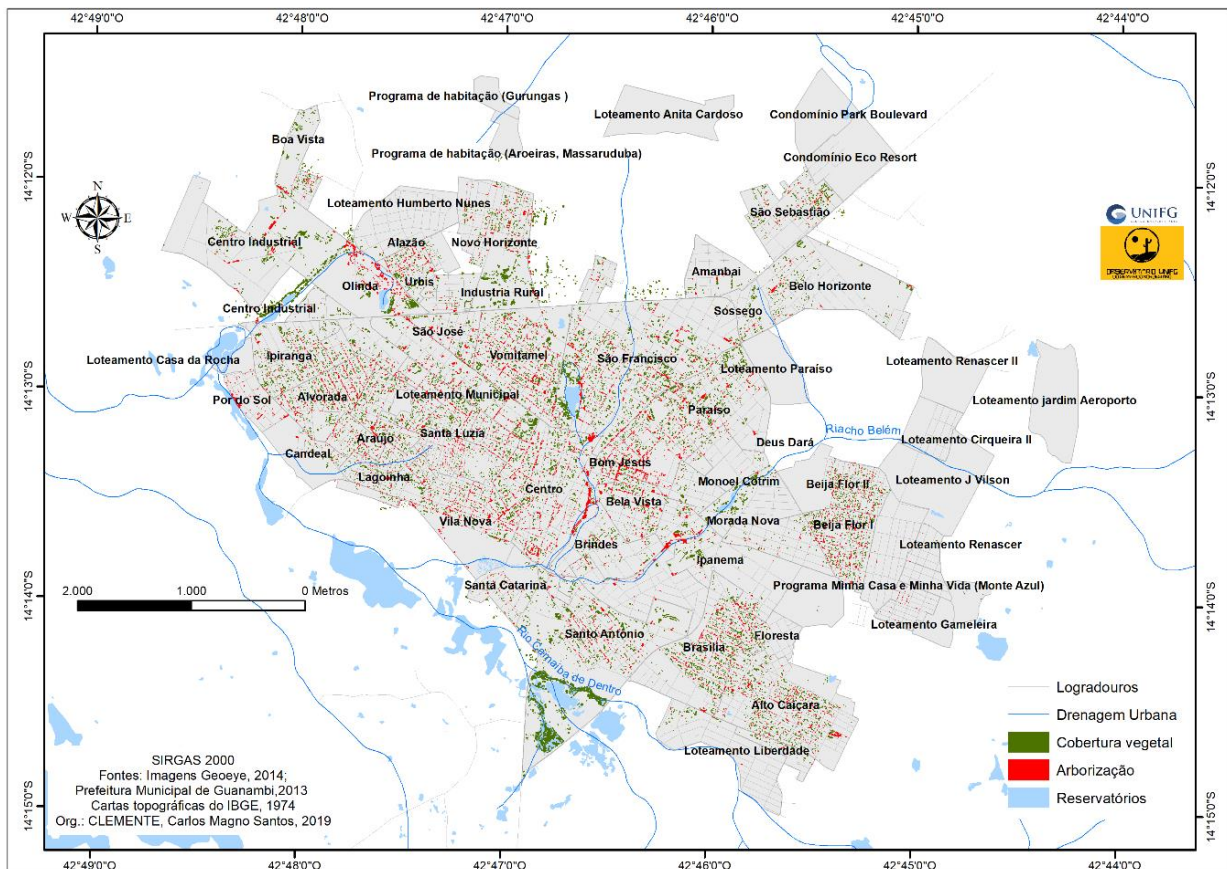 42°49'0"O
42°48'0"O
42°47'0"O
42°46'0"O
42°45'0"O
42°44'0"O
Programa de habitação (Gurungas )
Loteamento Anita Cardoso
Condomínio Park Boulevard
Boa Vista
Programa de habitação (Aroeiras, Massaruduba)
Condomínio Eco Resort
14°12'0"S
14°12'0"S
N
W
E
S
Loteamento Humberto Nunes
São Sebastião
UNIFG
Centro Industrial
Alazão
Novo Horizonte
OBSERVATÓRIO UNIFG
Amanbai
Olinda
Urbis
Industria Rural
Belo Horizonte
Centro Industrial
Sossego
São José
Loteamento Casa da Rocha
Ipiranga
Vomitamel
São Francisco
Loteamento Renascer II
Loteamento Paraíso
14°13'0"S
14°13'0"S
Por do Sol
Alvorada
Loteamento Municipal
Loteamento jardim Aeroporto
Paraíso
Riacho Belém
Araújo
Santa Luzia
Deus Dará
Loteamento Cirqueira II
Candeal
Bom Jesus
Lagoinha
Centro
Monoel Cotrim
Beija Flor II
Loteamento J Vilson
Bela Vista
Vila Nova
Morada Nova
Beija Flor I
Brindes
Loteamento Renascer
Ipanema
Santa Catarina
Programa Minha Casa e Minha Vida (Monte Azul)
2.000
1.000
0 Metros
14°14'0"S
14°14'0"S
Loteamento Gameleira
Santo Antônio
Floresta
Rio Carnaíba de Dentro
Brasília
Alto Caiçara
Loteamento Liberdade
Logradouros
Drenagem Urbana
Cobertura vegetal
Arborização
Reservatórios
SIRGAS 2000
Fontes: Imagens Geoeye, 2014;
Prefeitura Municipal de Guanambi,2013
Cartas topográficas do IBGE, 1974
Org.: CLEMENTE, Carlos Magno Santos, 2019
14°15'0"S
14°15'0"S
42°49'0"O
42°48'0"O
42°47'0"O
42°46'0"O
42°45'0"O
42°44'0"O